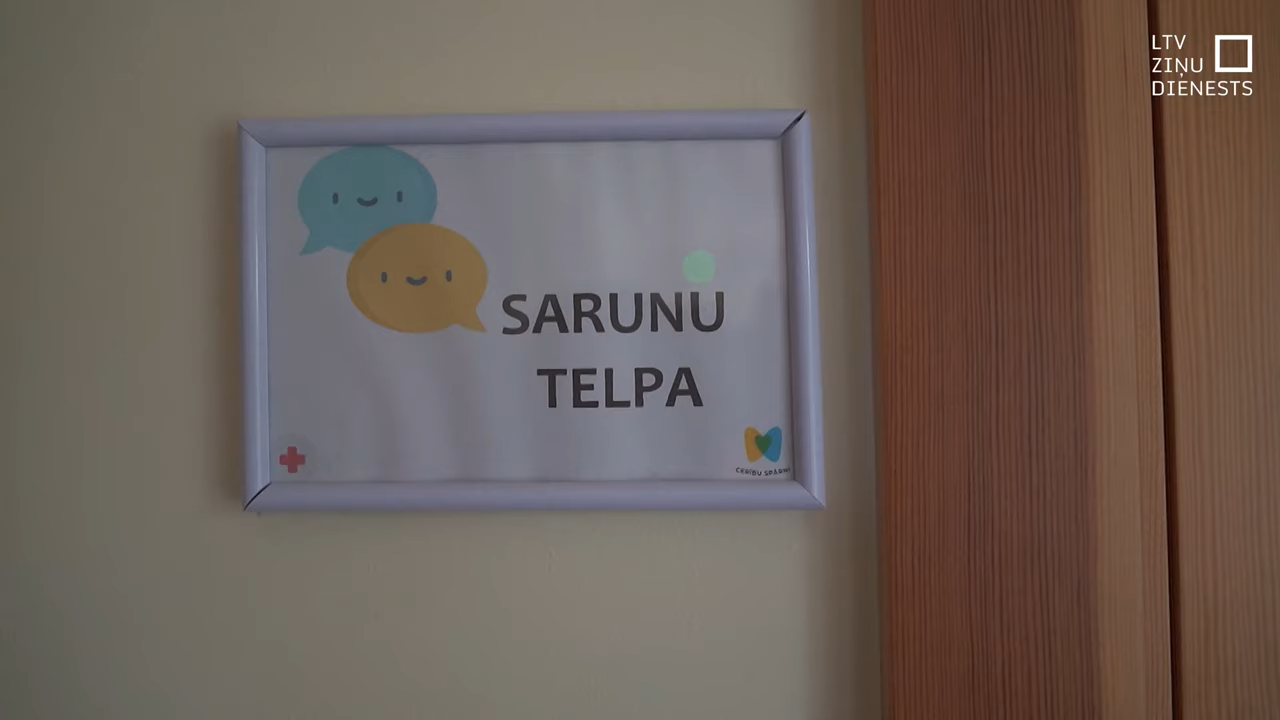 LTV
ZIŅU
DIENESTS
SARUNU
TELPA
CERĪBU SPĀRNI